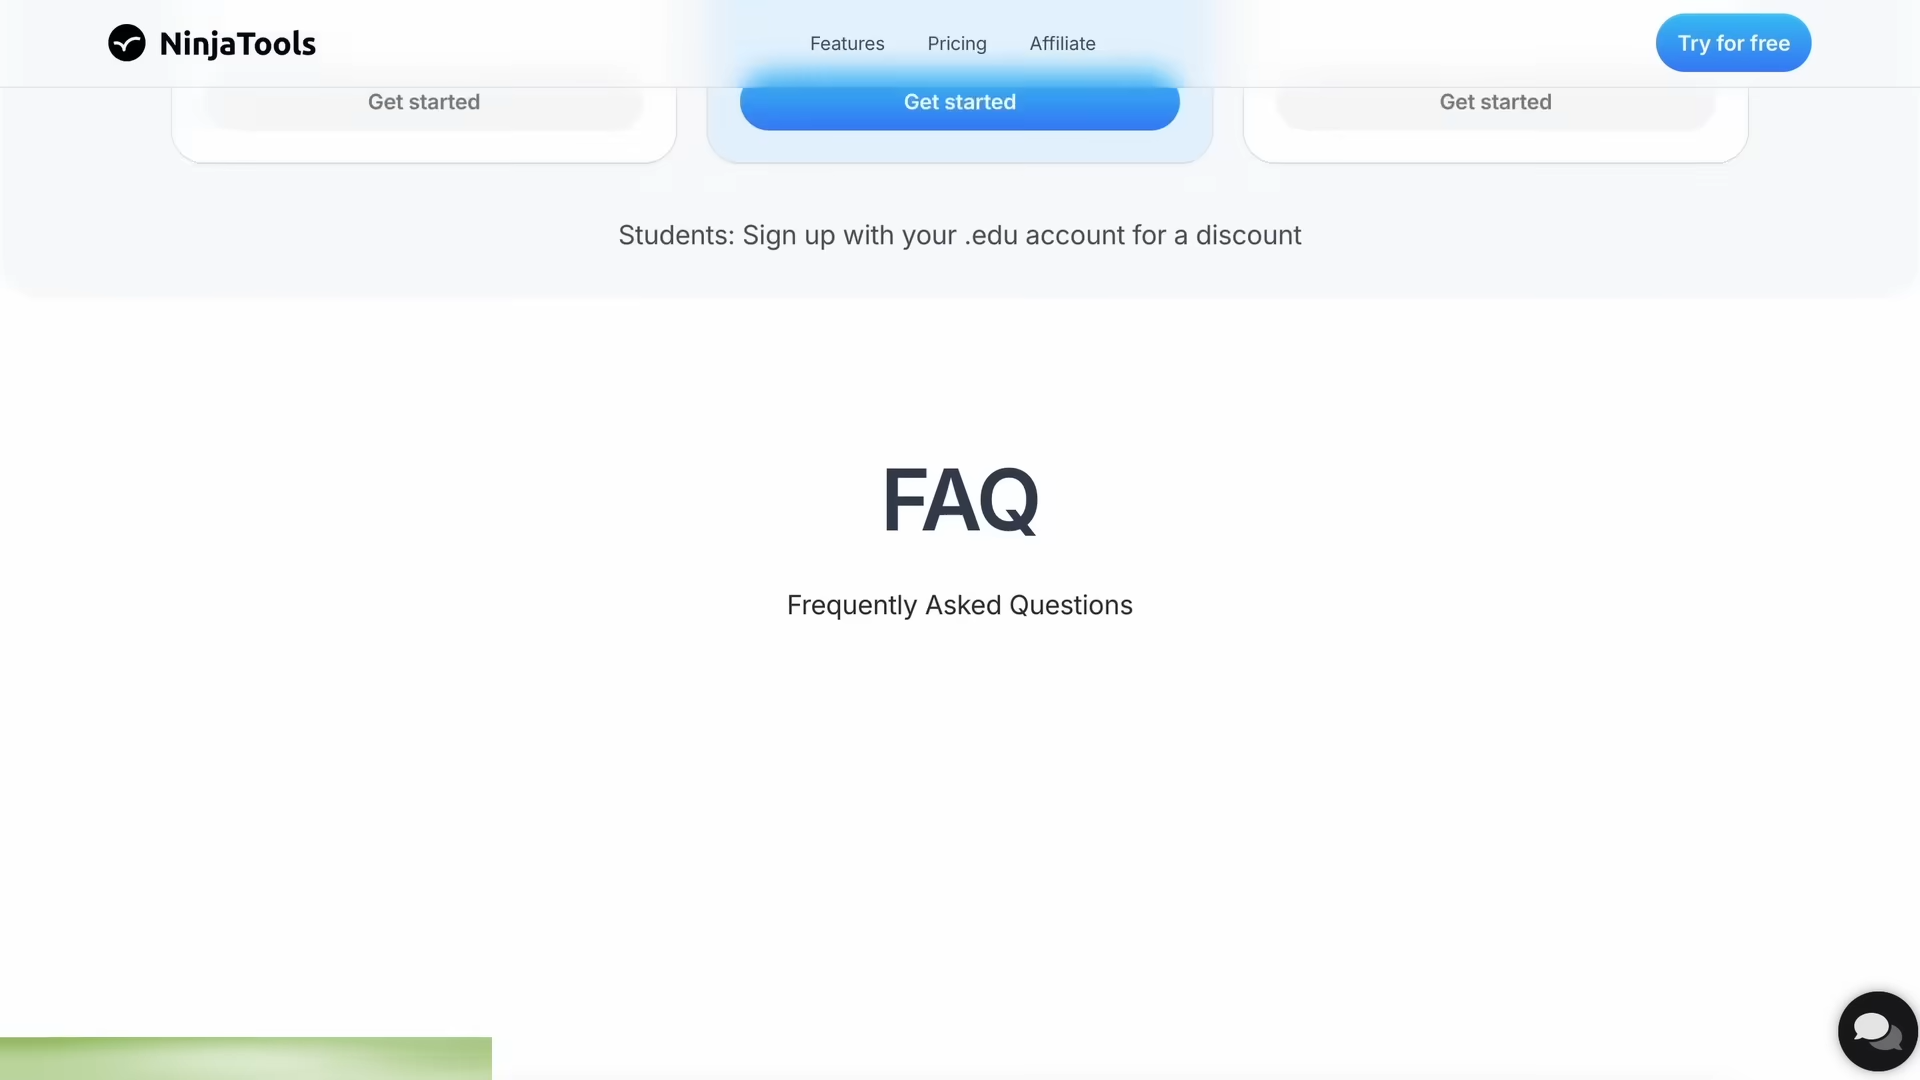 NinjaTools
Features Pricing Affiliate
Try for free
Get started Get started Get started
Students: Sign up with your .edu account for a discount
FAQ
Frequently Asked Questions